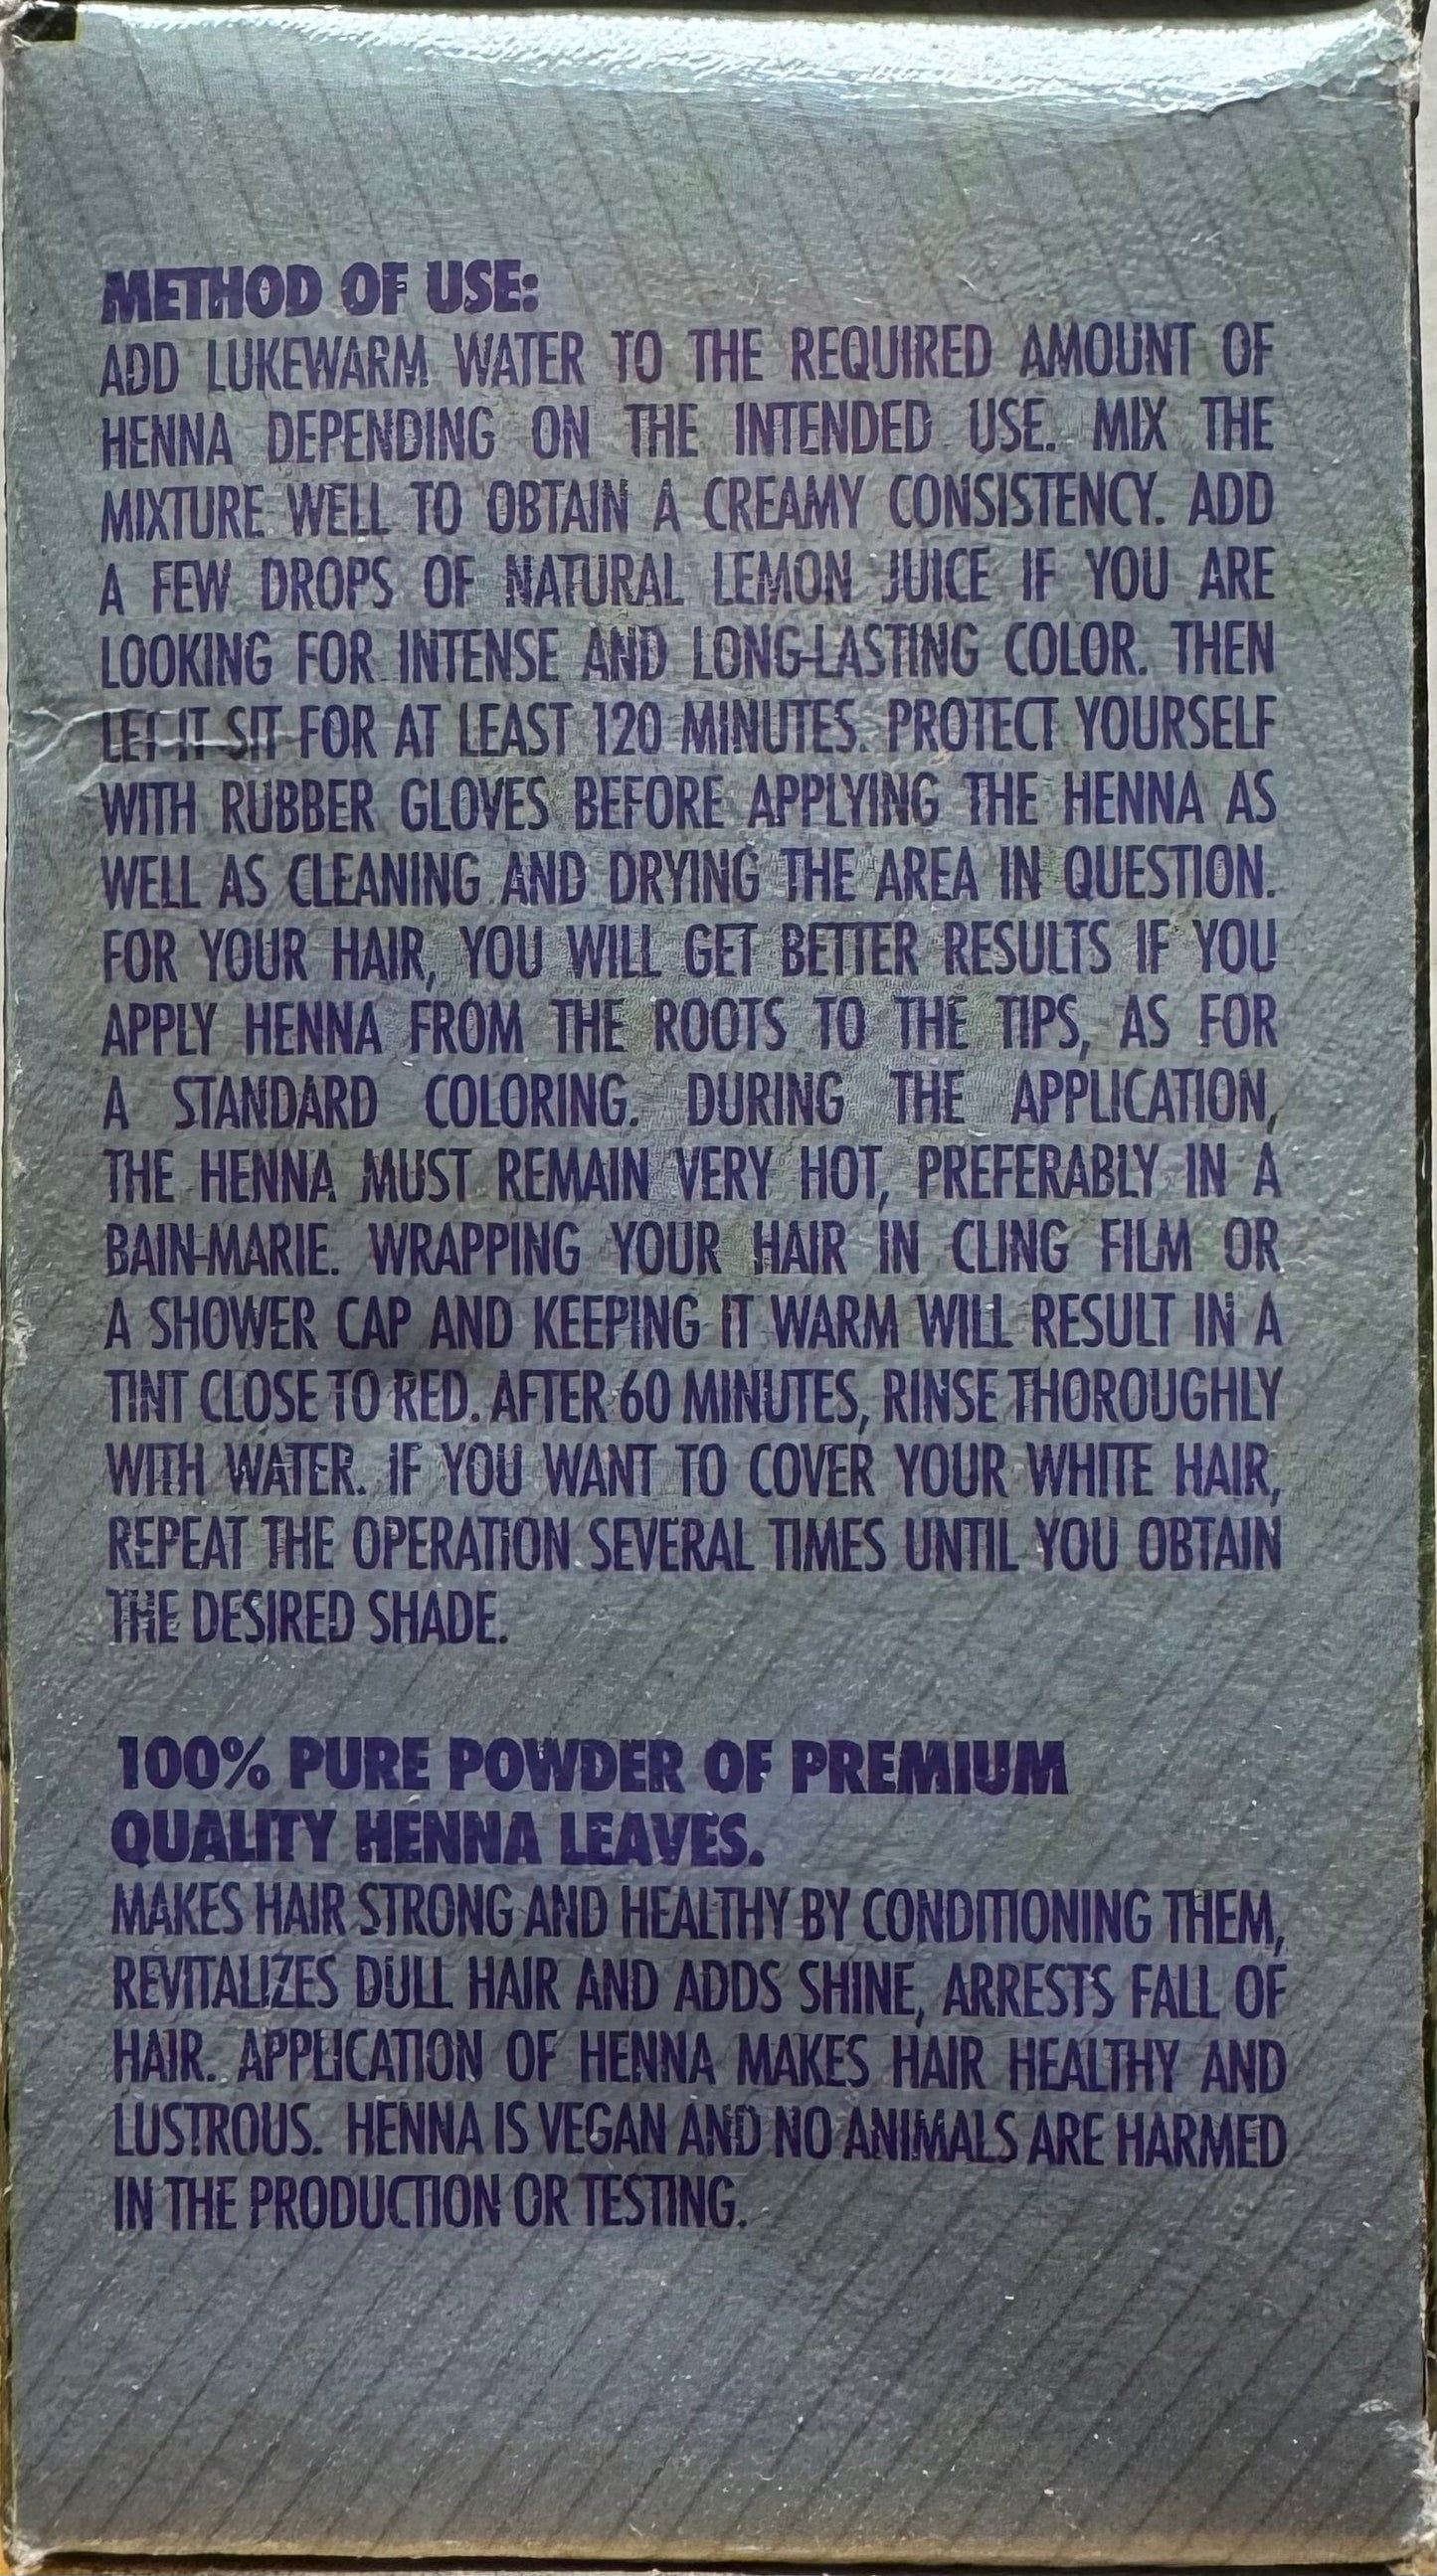 METHOD OF USE:
ADD LUKEWARM WATER TO THE REQUIRED AMOUNT OF
HENNA DEPENDING ON THE INTENDED USE. MIX THE
MIXTURE WELL TO OBTAIN A CREAMY CONSISTENCY. ADD
A FEW DROPS OF NATURAL LEMON JUICE IF YOU ARE
LOOKING FOR INTENSE AND LONG-LASTING COLOR. THEN
LET IT SIT FOR AT LEAST 120 MINUTES. PROTECT YOURSELF
WITH RUBBER GLOVES BEFORE APPLYING THE HENNA AS
WELL AS CLEANING AND DRYING THE AREA IN QUESTION.
FOR YOUR HAIR, YOU WILL GET BETTER RESULTS IF YOU
APPLY HENNA FROM THE ROOTS TO THE TIPS, AS FOR
A STANDARD COLORING. DURING THE APPLICATION,
THE HENNA MUST REMAIN VERY HOT, PREFERABLY IN A
BAIN-MARIE. WRAPPING YOUR HAIR IN CLING FILM OR
A SHOWER CAP AND KEEPING IT WARM WILL RESULT IN A
TINT CLOSE TO RED. AFTER 60 MINUTES, RINSE THOROUGHLY
WITH WATER. IF YOU WANT TO COVER YOUR WHITE HAIR,
REPEAT THE OPERATION SEVERAL TIMES UNTIL YOU OBTAIN
THE DESIRED SHADE.
100% PURE POWDER OF PREMIUM
QUALITY HENNA LEAVES.
MAKES HAIR STRONG AND HEALTHY BY CONDITIONING THEM,
REVITALIZES DULL HAIR AND ADDS SHINE, ARRESTS FALL OF
HAIR. APPLICATION OF HENNA MAKES HAIR HEALTHY AND
LUSTROUS. HENNA IS VEGAN AND NO ANIMALS ARE HARMED
IN THE PRODUCTION OR TESTING.